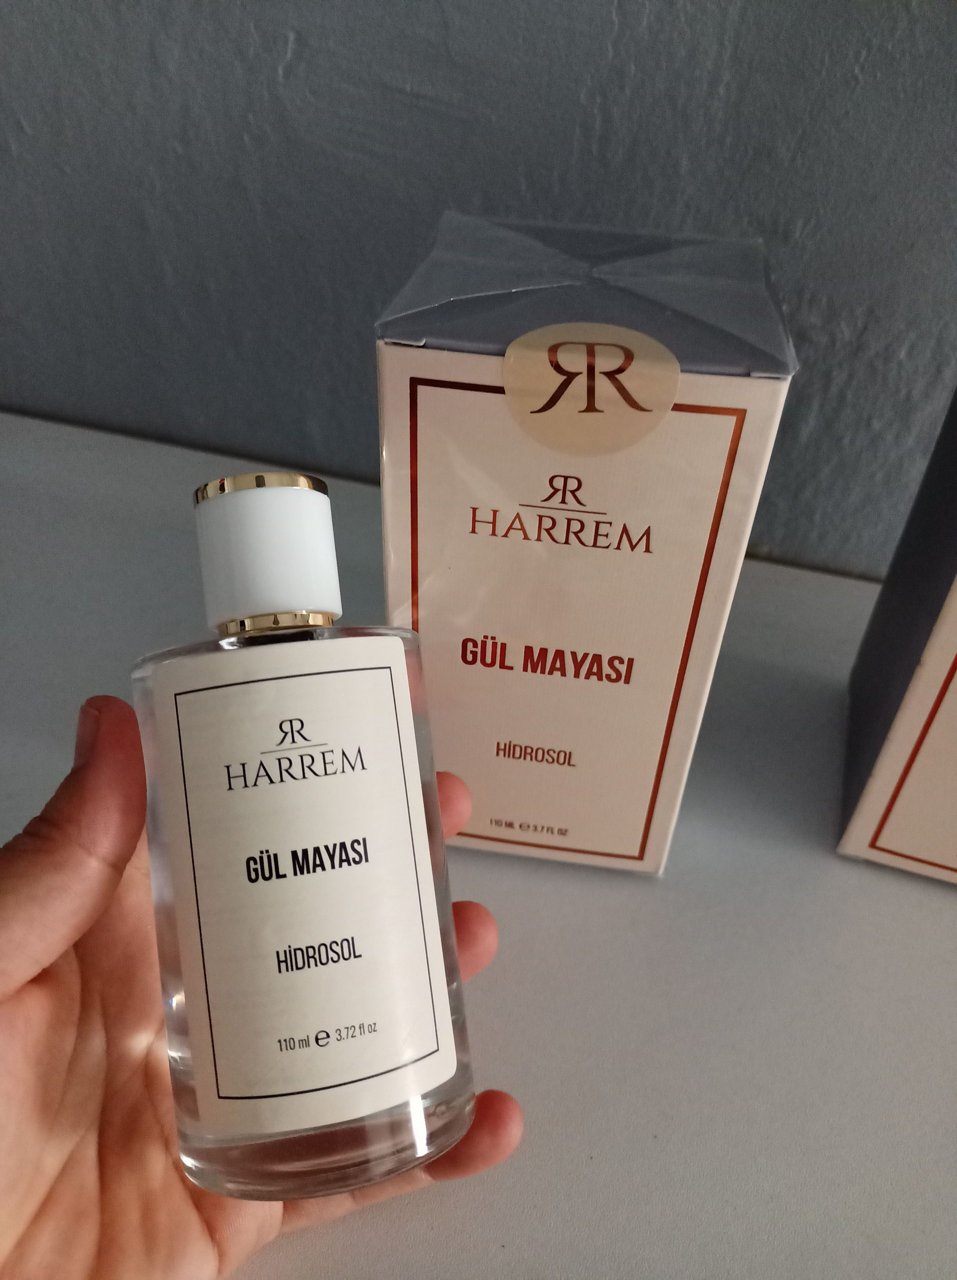 RR
RR
HARREM
GÜL MAYASI
HİDROSOL
110 ML e 3.7 FL OZ
RR
HARREM
GÜL MAYASI
HİDROSOL
110 ml e 3.72 fl oz